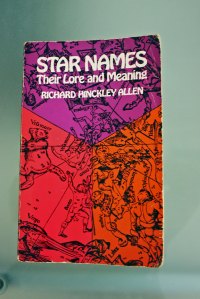 STAR NAMES
Their Lore and Meaning
RICHARD HINCKLEY ALLEN